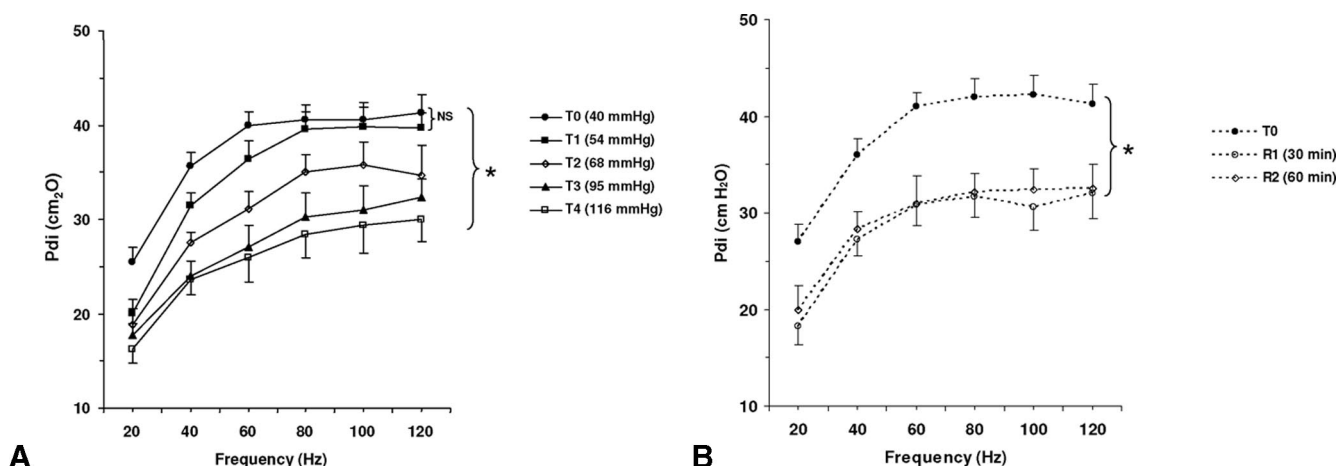 50
40
30
20
10
Pdi (cm₂O)
20 40 60 80 100 120
Frequency (Hz)
NS
*
T0 (40 mmHg)
T1 (54 mmHg)
T2 (68 mmHg)
T3 (95 mmHg)
T4 (116 mmHg)
A
50
40
30
20
10
Pdi (cm H₂O)
20 40 60 80 100 120
Frequency (Hz)
*
T0
R1 (30 min)
R2 (60 min)
B